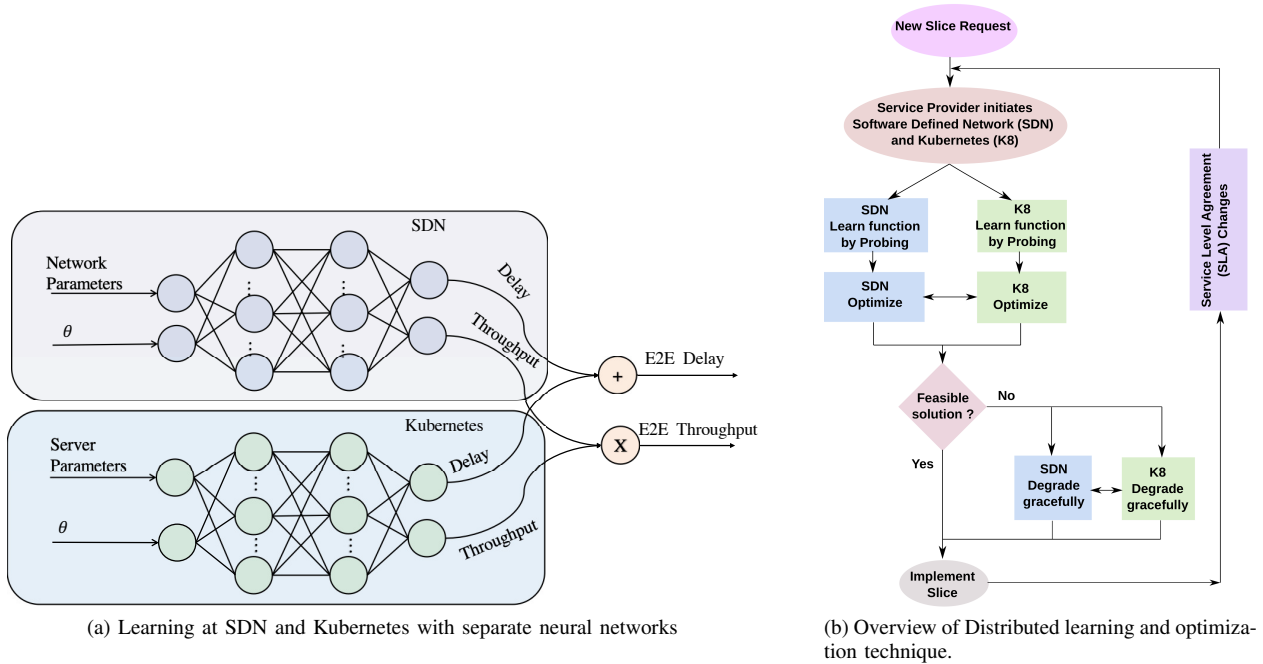 SDN
Network
Parameters
θ
Delay
Throughput
+
E2E Delay
Kubernetes
Server
Parameters
θ
Delay
Throughput
X
E2E Throughput
(a) Learning at SDN and Kubernetes with separate neural networks
New Slice Request
Service Provider initiates
Software Defined Network (SDN)
and Kubernetes (K8)
SDN
Learn function
by Probing
K8
Learn function
by Probing
SDN
Optimize
K8
Optimize
Feasible
solution ?
No
Yes
SDN
Degrade
gracefully
K8
Degrade
gracefully
Implement
Slice
Service Level Agreement
(SLA) Changes
(b) Overview of Distributed learning and optimiza-
tion technique.